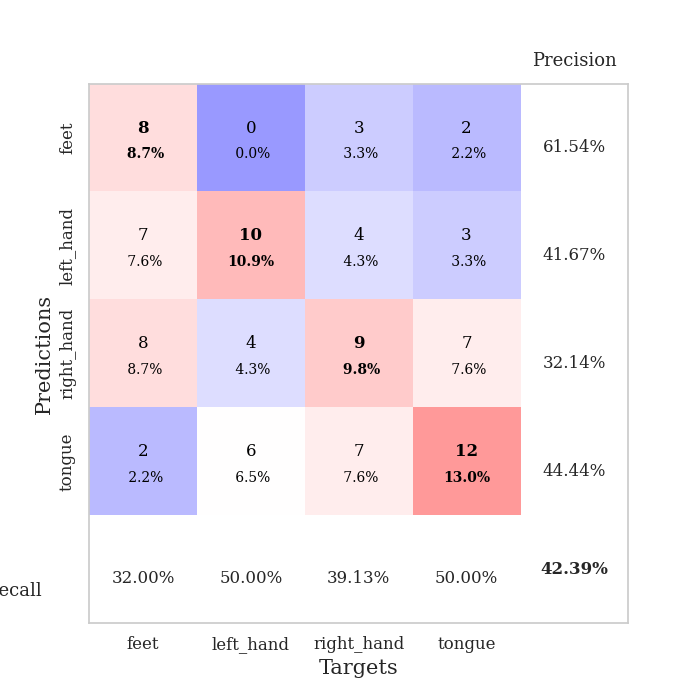 Precision
feet 8 0 3 2 61.54%
8.7% 0.0% 3.3% 2.2%
left_hand 7 10 4 3 41.67%
7.6% 10.9% 4.3% 3.3%
right_hand 8 4 9 7 32.14%
8.7% 4.3% 9.8% 7.6%
tongue 2 6 7 12 44.44%
2.2% 6.5% 7.6% 13.0%
Predictions
ecall 32.00% 50.00% 39.13% 50.00% 42.39%
feet left_hand right_hand tongue
Targets